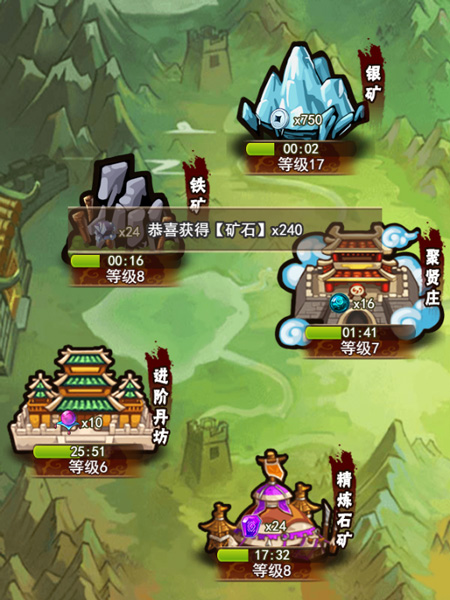 银矿
x750
00:02
等级17
铁矿
x24
恭喜获得【矿石】x240
00:16
等级8
聚贤庄
x16
01:41
等级7
进阶丹坊
x10
25:51
等级6
精炼石矿
x24
17:32
等级8